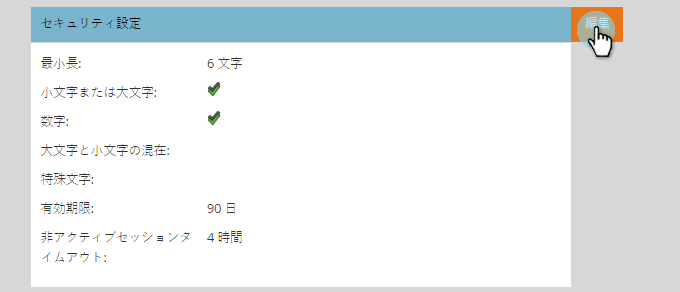 セキュリティ設定
編集
最小長: 6 文字
小文字または大文字:
数字:
大文字と小文字の混在:
特殊文字:
有効期限: 90 日
非アクティブセッションタ 4 時間
イムアウト: